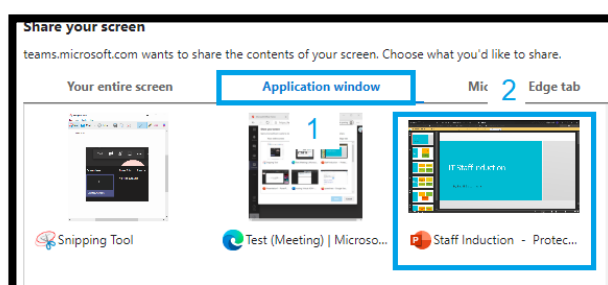 Share your screen
teams.microsoft.com wants to share the contents of your screen. Choose what you'd like to share.
Your entire screen
Application window
Mic
2
Edge tab
1
IT Staff Induction
Snipping Tool
Test (Meeting) | Microso...
Staff Induction - Protec...